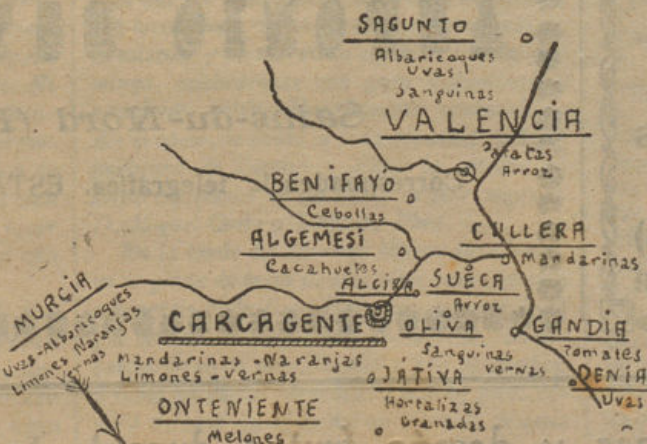 SAGUNTO
Albaricoques
Uvas
Sanguinas
VALENCIA
Patatas
Arroz
BENIFAYÓ
Cebollas
ALGEMESI
Cacahuetes
CULLERA
Mandarinas
ALCIRA
SUECA
Arroz
MURCIA
Uvas-Albaricoques
Limones Naranjas
Vernas
CARCAGENTE
Mandarinas - Naranjas
Limones - Vernas
OLIVA
Sanguinas
Vernas
GANDIA
Tomates
JATIVA
Hortalizas
Granadas
DENIA
Uvas
ONTENIENTE
Melones